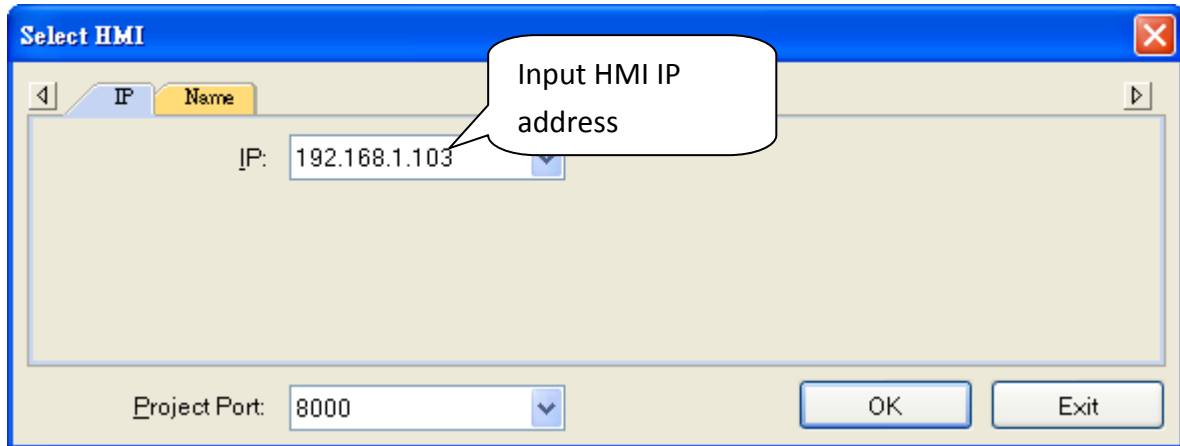 Select HMI
Input HMI IP
address
IP Name
IP: 192.168.1.103
Project Port: 8000 OK Exit